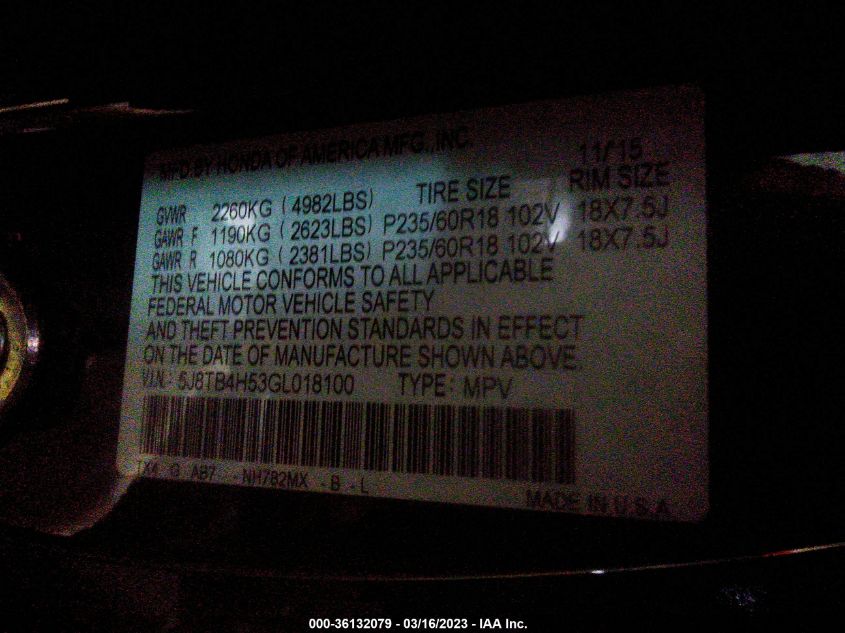 MFD.BY HONDA OF AMERICA MFG.,INC. 11/15
TIRE SIZE RIM SIZE
GVWR 2260KG (4982LBS)
GAWR F 1190KG (2623LBS) P235/60R18 102V 18X7.5J
GAWR R 1080KG (2381LBS) P235/60R18 102V 18X7.5J
THIS VEHICLE CONFORMS TO ALL APPLICABLE
FEDERAL MOTOR VEHICLE SAFETY
AND THEFT PREVENTION STANDARDS IN EFFECT
ON THE DATE OF MANUFACTURE SHOWN ABOVE.
V.I.N.: 5J8TB4H53GL018100 TYPE: MPV
TX4 G AB7 -NH782MX -B -L
MADE IN U.S.A
000-36132079 - 03/16/2023 - IAA Inc.